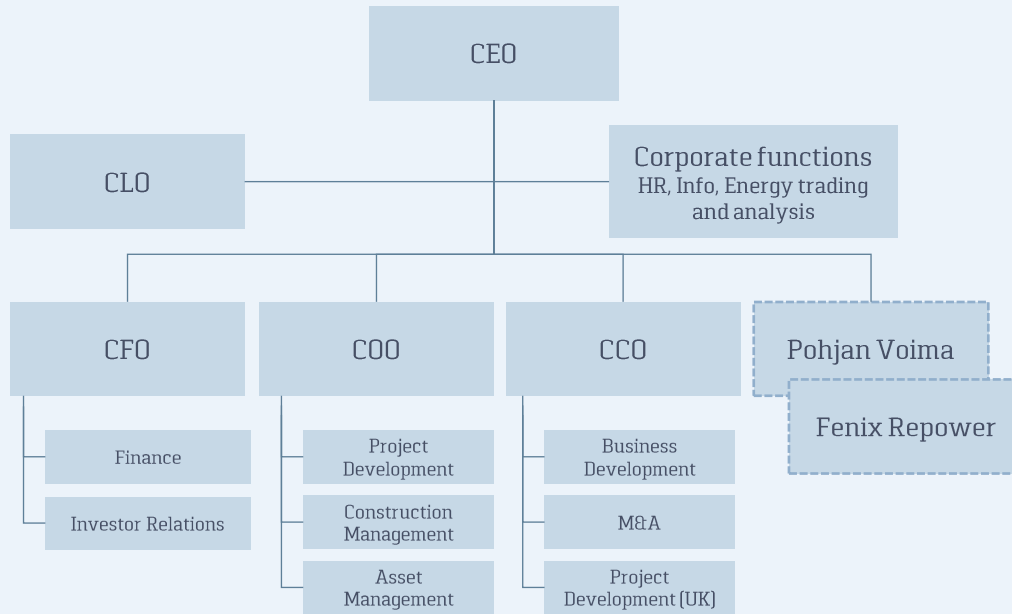 CEO
CLO
Corporate functions
HR, Info, Energy trading
and analysis
CFO
COO
CCO
Pohjan Voima
Fenix Repower
Finance
Investor Relations
Project
Development
Construction
Management
Asset
Management
Business
Development
M&A
Project
Development (UK)